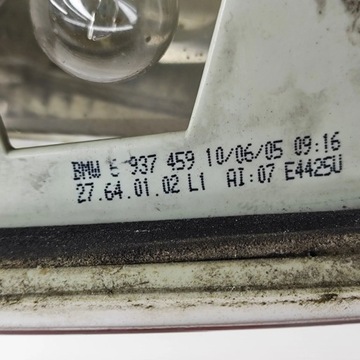 BMW 6 937 459 10/06/05 09:16
27.64.01.02 L1 AI:07 E4425U